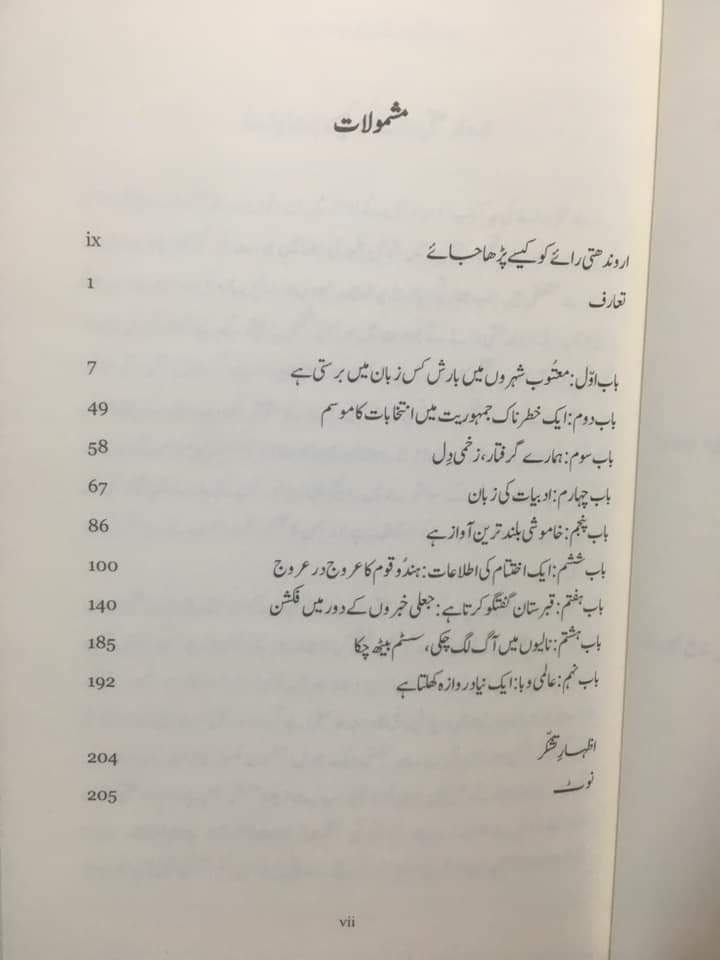 مشمولات
اروندھتی رائے کو کیسے پڑھا جائے ix
تعارف 1
باب اوّل: معتُوب شہروں میں بارش کس زبان میں برستی ہے 7
باب دوم: ایک خطرناک جمہوریت میں انتخابات کا موسم 49
باب سوم: ہمارے گرفتار، زخمی دِل 58
باب چہارم: ادبیات کی زبان 67
باب پنجم: خاموشی بلند ترین آواز ہے 86
باب ششم: ایک اختتام کی اطلاعات: ہندُو قوم کا عروج در عروج 100
باب ہفتم: قبرستان گفتگو کرتا ہے: جعلی خبروں کے دور میں فکشن 140
باب ہشتم: نالیوں میں آگ لگ چکی، سسٹم بیٹھ چکا 185
باب نہم: عالمی وبا: ایک نیا دروازہ کھلتا ہے 192
اظہارِ تشکّر 204
نوٹ 205
vii